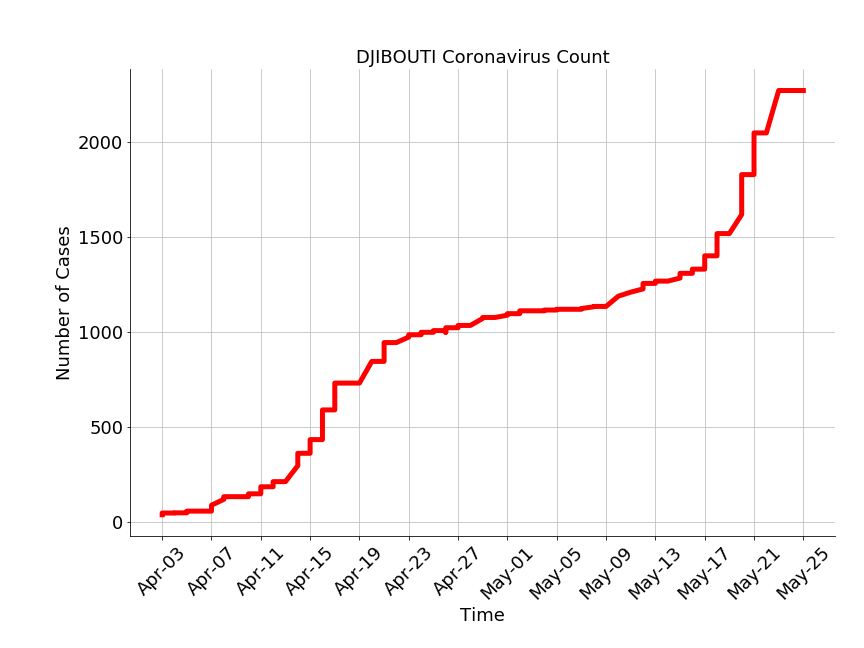 DJIBOUTI Coronavirus Count
Number of Cases
2000
1500
1000
500
0
Apr-03
Apr-07
Apr-11
Apr-15
Apr-19
Apr-23
Apr-27
May-01
May-05
May-09
May-13
May-17
May-21
May-25
Time